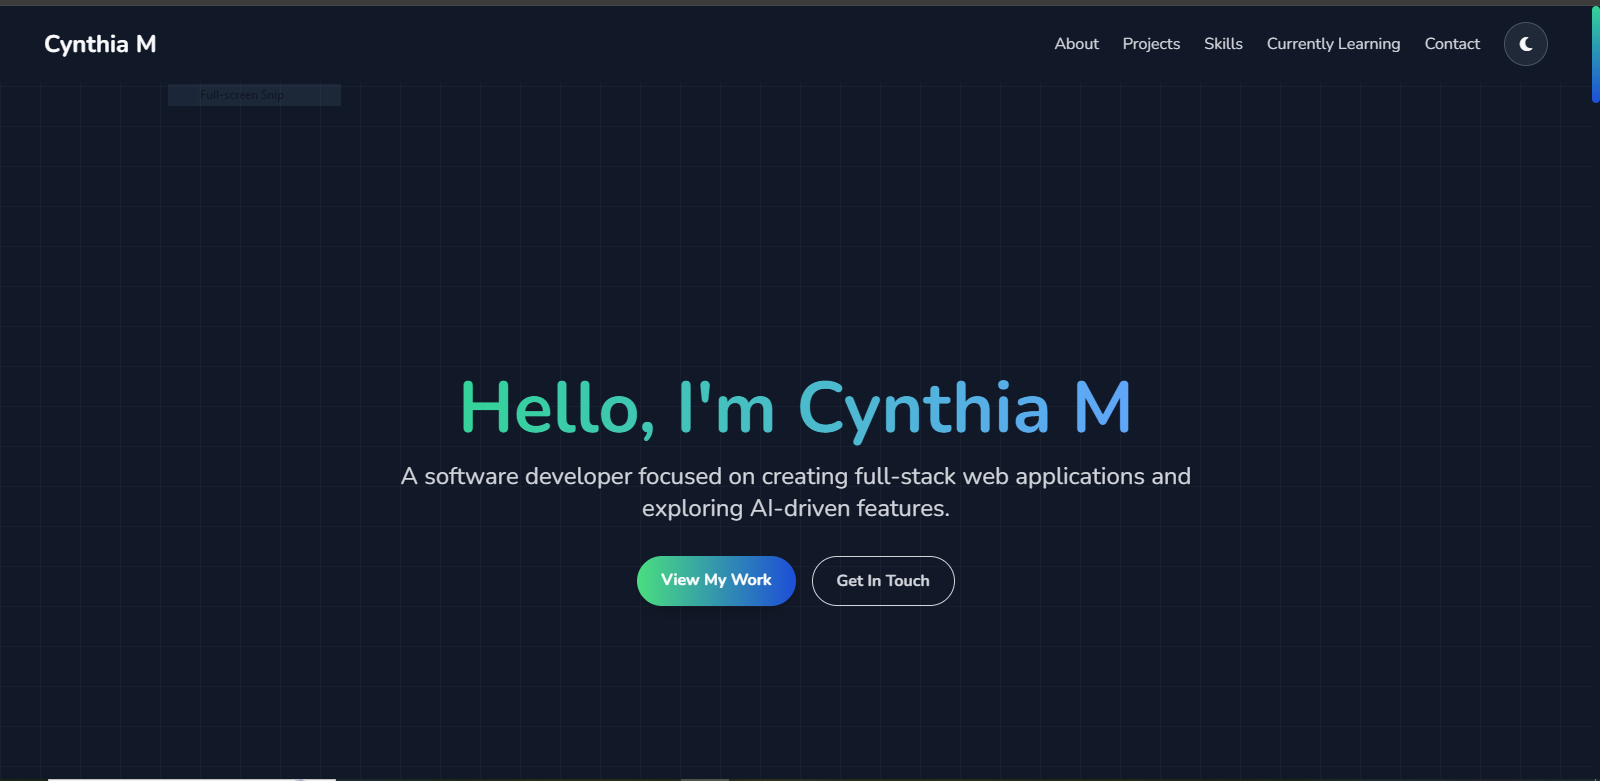 Cynthia M
About Projects Skills Currently Learning Contact
Full-screen Snip
Hello, I'm Cynthia M
A software developer focused on creating full-stack web applications and
exploring AI-driven features.
View My Work Get In Touch